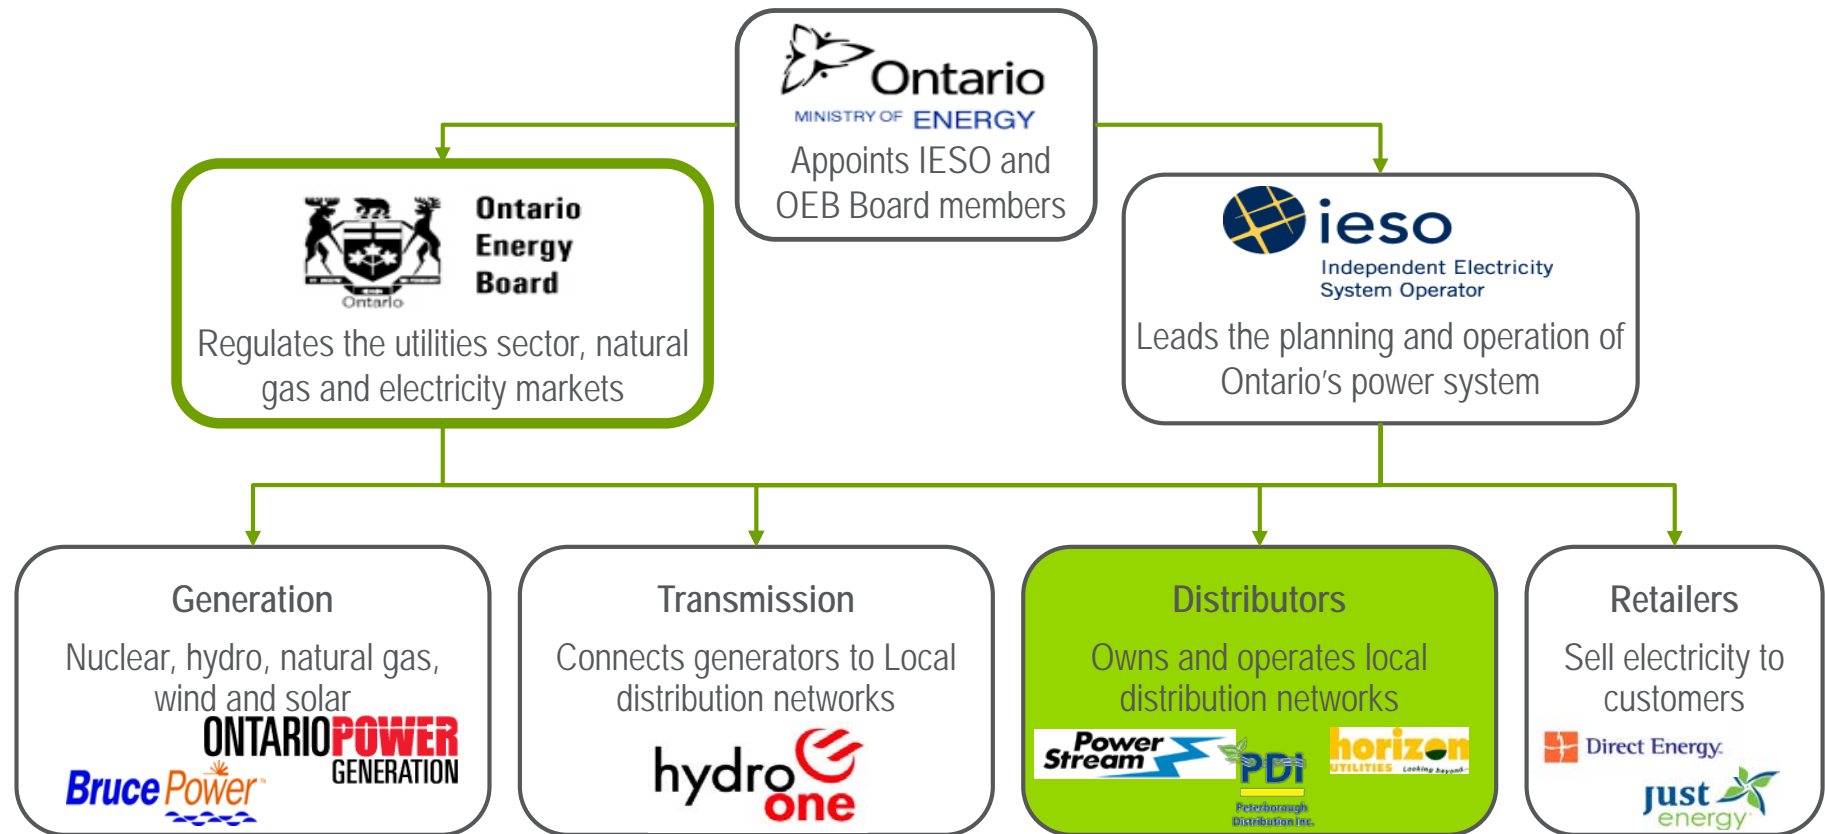 Ontario
MINISTRY OF ENERGY
Appoints IESO and
OEB Board members
Ontario
Energy
Board
Ontario
Regulates the utilities sector, natural
gas and electricity markets
ieso
Independent Electricity
System Operator
Leads the planning and operation of
Ontario's power system
Generation
Nuclear, hydro, natural gas,
wind and solar
ONTARIOPOWER
GENERATION
Bruce Power™
Transmission
Connects generators to Local
distribution networks
hydro
one
Distributors
Owns and operates local
distribution networks
Power
Stream
PDI
Peterborough
Distribution Inc.
horizon
UTILITIES Looking beyond...
Retailers
Sell electricity to
customers
Direct Energy.
just
energy